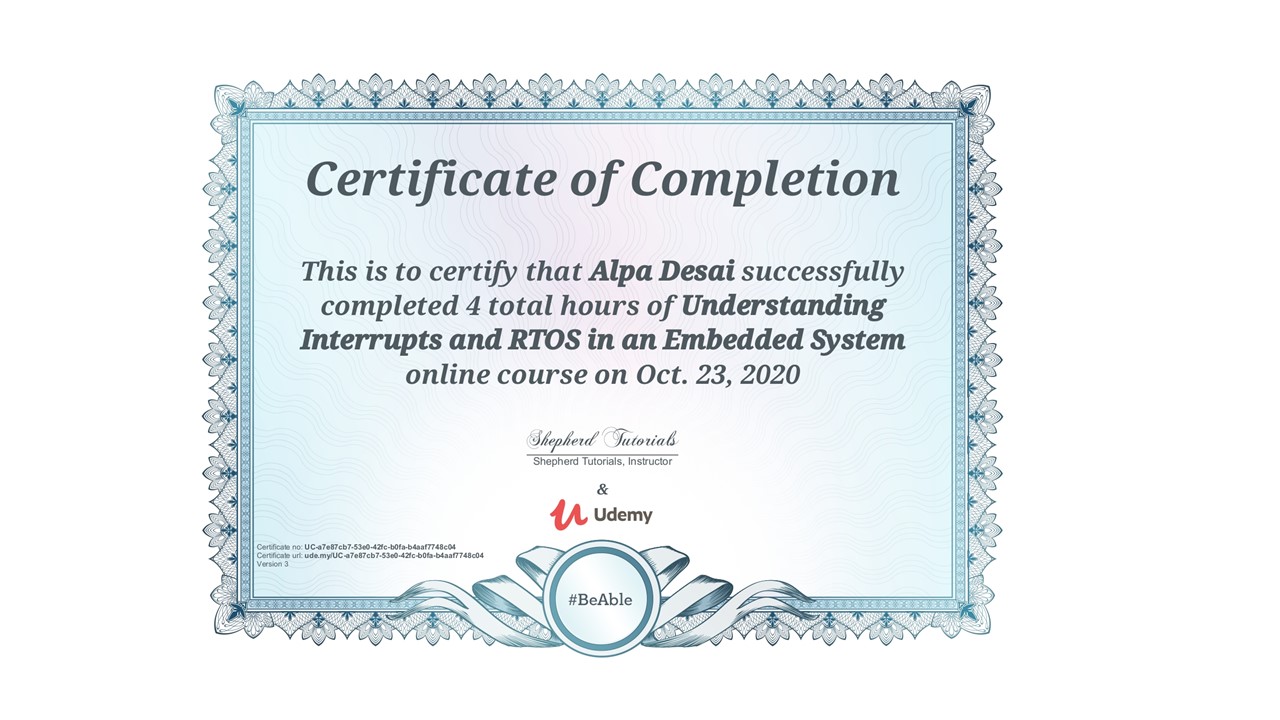 Certificate of Completion
This is to certify that Alpa Desai successfully
completed 4 total hours of Understanding
Interrupts and RTOS in an Embedded System
online course on Oct. 23, 2020
Shepherd Tutorials
Shepherd Tutorials, Instructor
&
Udemy
Certificate no: UC-a7e87cb7-53e0-42fc-b0fa-b4aaf7748c04
Certificate url: ude.my/UC-a7e87cb7-53e0-42fc-b0fa-b4aaf7748c04
Version 3
#BeAble